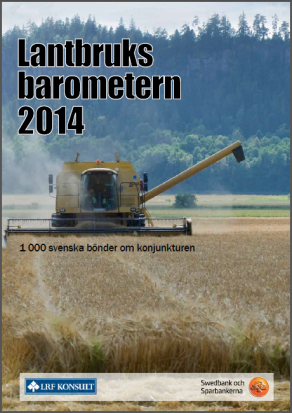 Lantbruks
barometern
2014
1 000 svenska bönder om konjunkturen
LRF KONSULT
Swedbank och
Sparbankerna